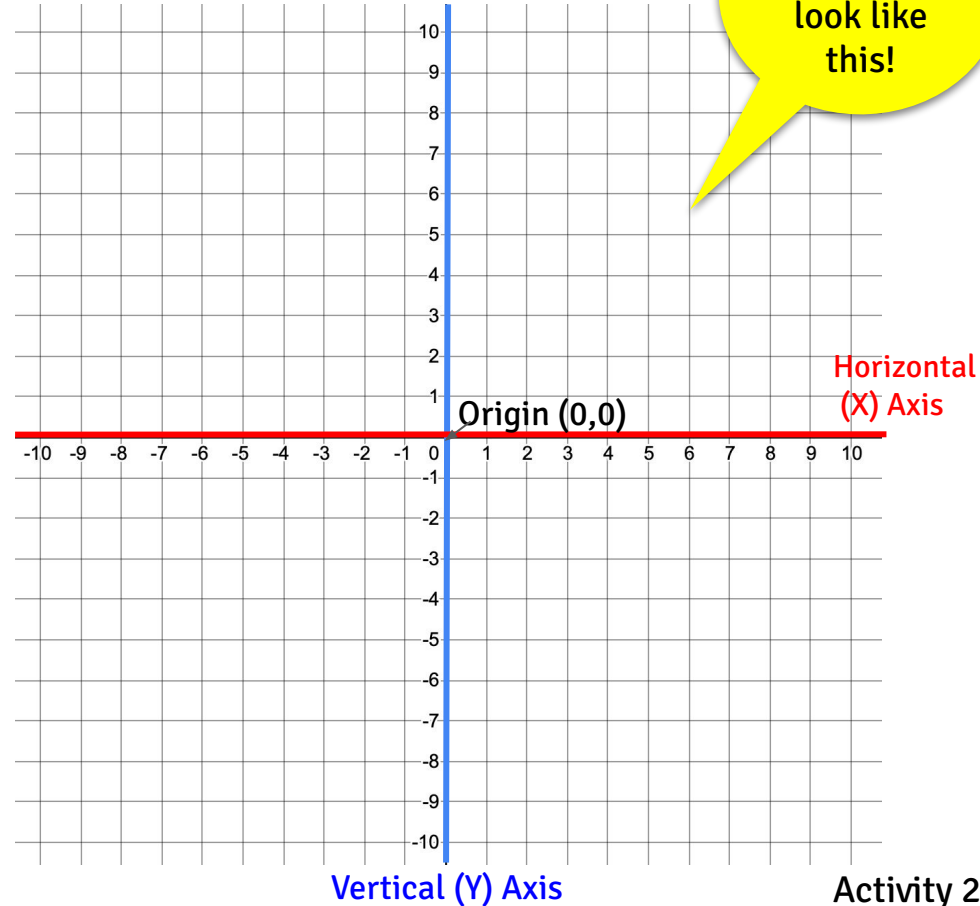 look like
this!
10
9
8
7
6
5
4
3
2
Horizontal
1
(X) Axis
Origin (0,0)
-10 -9 -8 -7 -6 -5 -4 -3 -2 -1 0 1 2 3 4 5 6 7 8 9 10
-1
-2
-3
-4
-5
-6
-7
-8
-9
-10
Vertical (Y) Axis
Activity 2